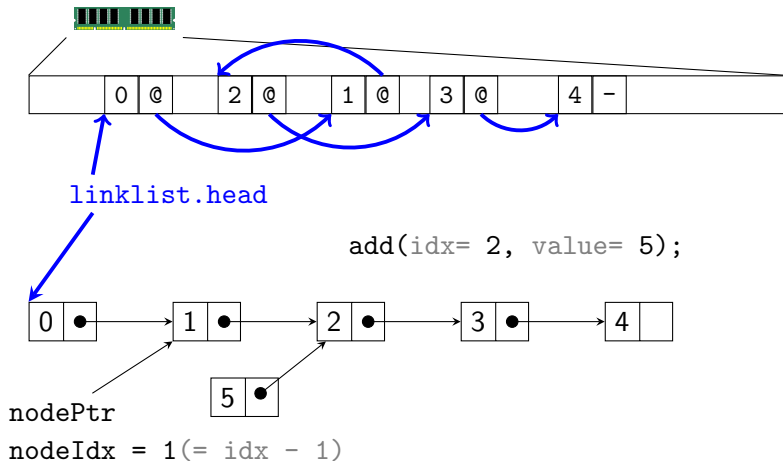 0 @ 2 @ 1 @ 3 @ 4 -
linklist.head
add(idx= 2, value= 5);
0 1 2 3 4
5
nodePtr
nodeIdx = 1(= idx - 1)